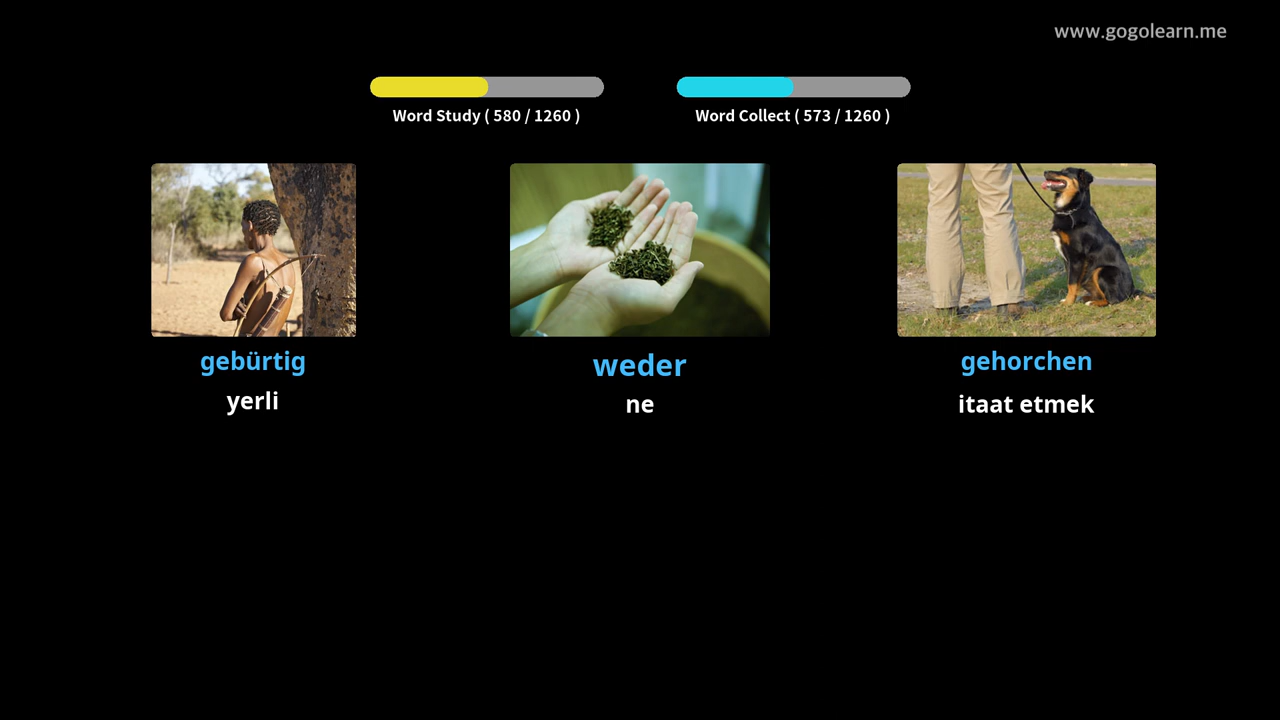 www.gogolearn.me
Word Study ( 580 / 1260 )
Word Collect ( 573 / 1260 )
gebürtig
yerli
weder
ne
gehorchen
itaat etmek